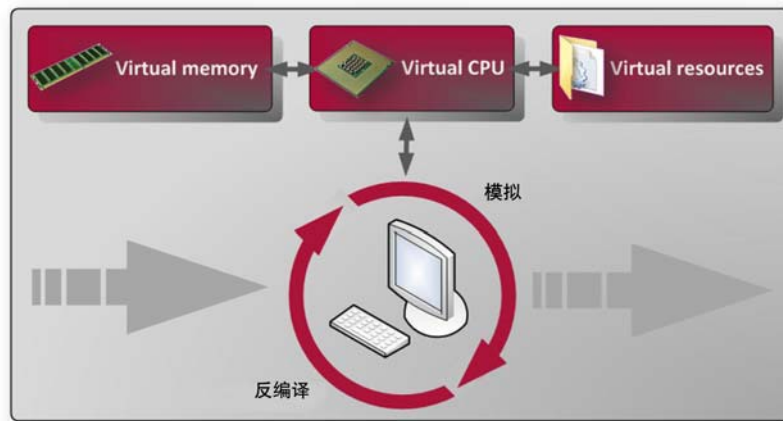 Virtual memory
Virtual CPU
Virtual resources
模拟
反编译